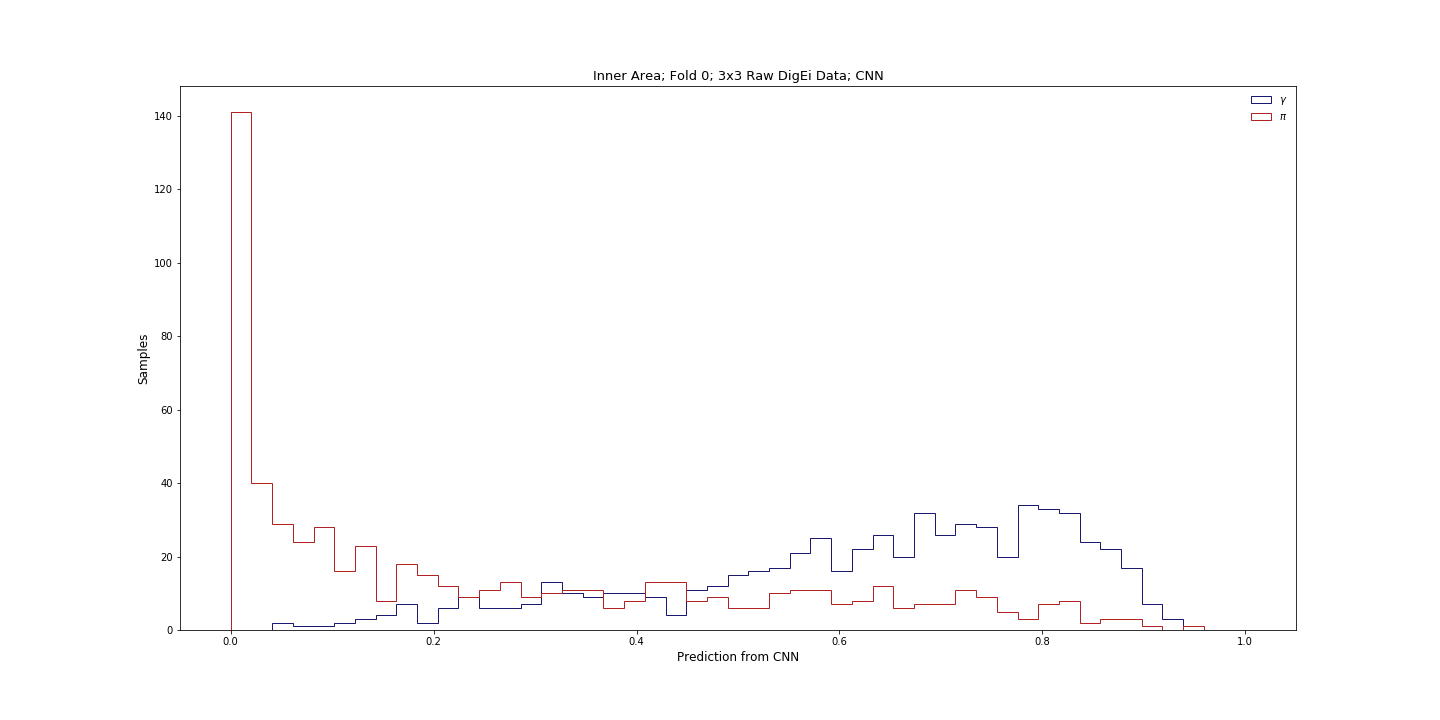 Inner Area; Fold 0; 3x3 Raw DigEi Data; CNN
γ
π
140
120
100
80
60
40
20
0
Samples
0.0 0.2 0.4 0.6 0.8 1.0
Prediction from CNN